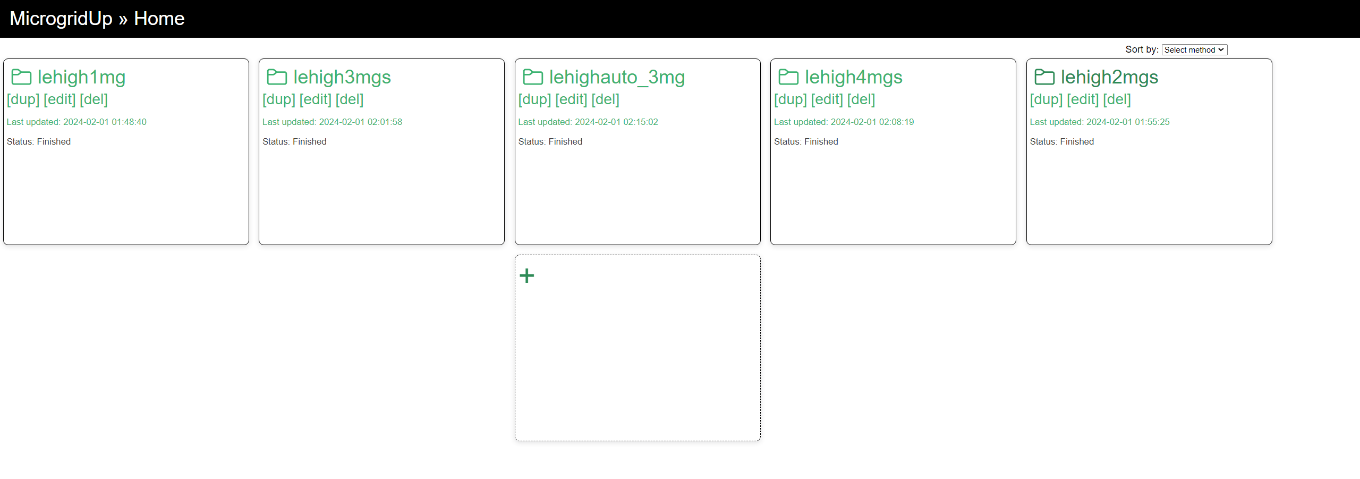 MicrogridUp » Home
Sort by: Select method
lehigh1mg
[dup] [edit] [del]
Last updated: 2024-02-01 01:48:40
Status: Finished
lehigh3mgs
[dup] [edit] [del]
Last updated: 2024-02-01 02:01:58
Status: Finished
lehighauto_3mg
[dup] [edit] [del]
Last updated: 2024-02-01 02:15:02
Status: Finished
lehigh4mgs
[dup] [edit] [del]
Last updated: 2024-02-01 02:08:19
Status: Finished
lehigh2mgs
[dup] [edit] [del]
Last updated: 2024-02-01 01:55:25
Status: Finished
+